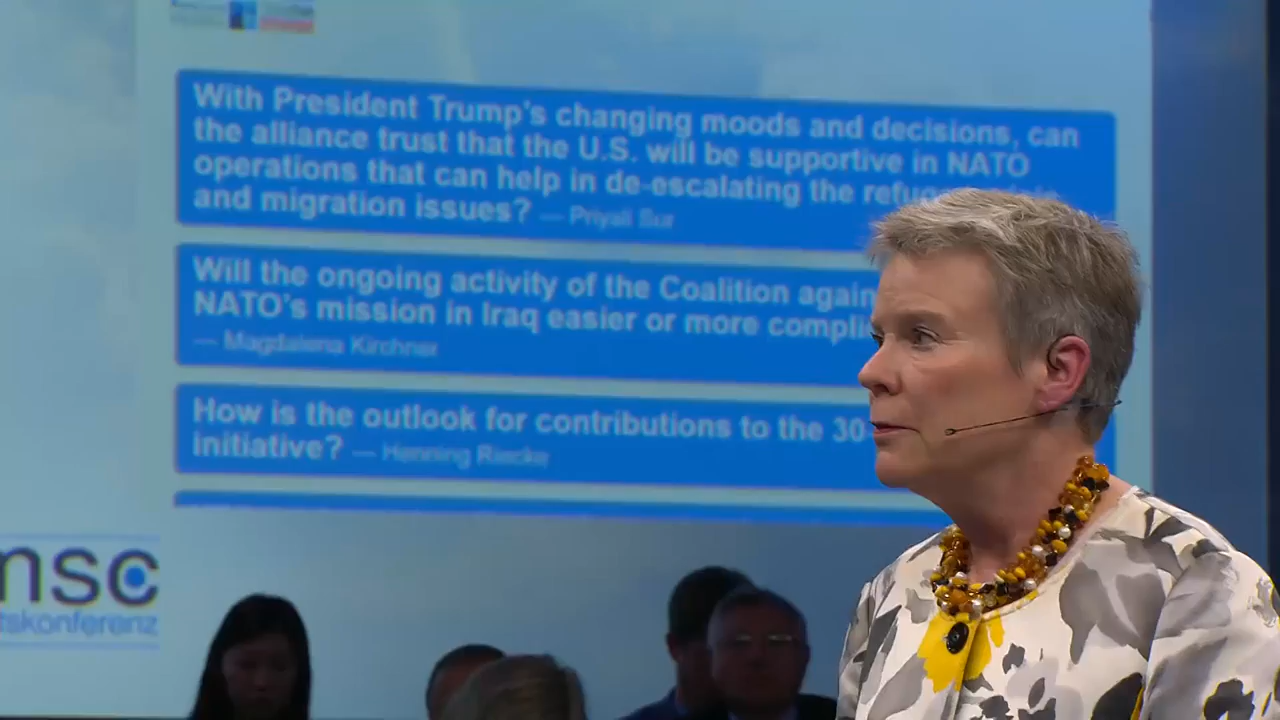 With President Trump's changing moods and decisions, can
the alliance trust that the U.S. will be supportive in NATO
operations that can help in de-escalating the
and migration issues? — Priyali Sur
Will the ongoing activity of the Coalition
NATO's mission in Iraq easier or more
— Magdalena Kirchner
How is the outlook for contributions to the 30
initiative? — Henning Riecke
msc